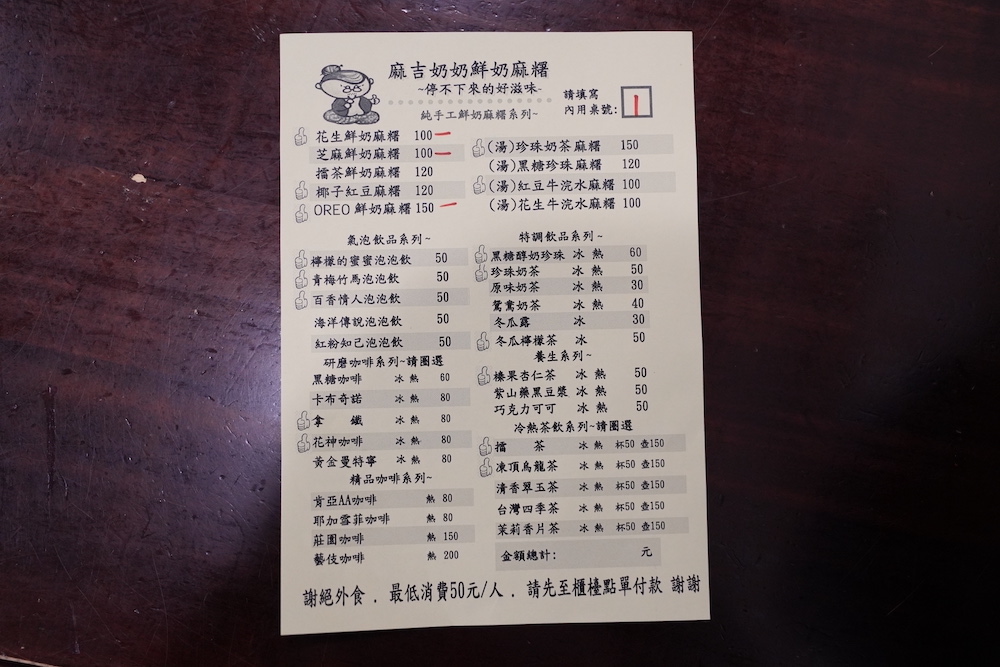 麻吉奶奶鮮奶麻糬
~停不下來的好滋味~
請填寫
內用桌號: 1
純手工鮮奶麻糬系列~
花生鮮奶麻糬 100 一
芝麻鮮奶麻糬 100 一
擂茶鮮奶麻糬 120
椰子紅豆麻糬 120
OREO 鮮奶麻糬 150 一
(湯)珍珠奶茶麻糬 150
(湯)黑糖珍珠麻糬 120
(湯)紅豆牛浣水麻糬 100
(湯)花生牛浣水麻糬 100
氣泡飲品系列~
檸檬的蜜蜜泡泡飲 50
青梅竹馬泡泡飲 50
百香情人泡泡飲 50
海洋傳說泡泡飲 50
紅粉知己泡泡飲 50
研磨咖啡系列~請圈選
黑糖咖啡 冰 熱 60
卡布奇諾 冰 熱 80
拿 鐵 冰 熱 80
花神咖啡 冰 熱 80
黃金曼特寧 冰 熱 80
精品咖啡系列~
肯亞AA咖啡 熱 80
耶加雪菲咖啡 熱 80
莊園咖啡 熱 150
藝伎咖啡 熱 200
特調飲品系列~
黑糖醇奶珍珠 冰 熱 60
珍珠奶茶 冰 熱 50
原味奶茶 冰 熱 30
鴛鴦奶茶 冰 熱 40
冬瓜露 冰 30
冬瓜檸檬茶 冰 50
養生系列~
榛果杏仁茶 冰 熱 50
紫山藥黑豆漿 冰 熱 50
巧克力可可 冰 熱 50
冷熱茶飲系列~請圈選
擂 茶 冰 熱 杯50 壺150
凍頂烏龍茶 冰 熱 杯50 壺150
清香翠玉茶 冰 熱 杯50 壺150
台灣四季茶 冰 熱 杯50 壺150
茉莉香片茶 冰 熱 杯50 壺150
金額總計: 元
謝絕外食 . 最低消費50元/人 . 請先至櫃檯點單付款 謝謝